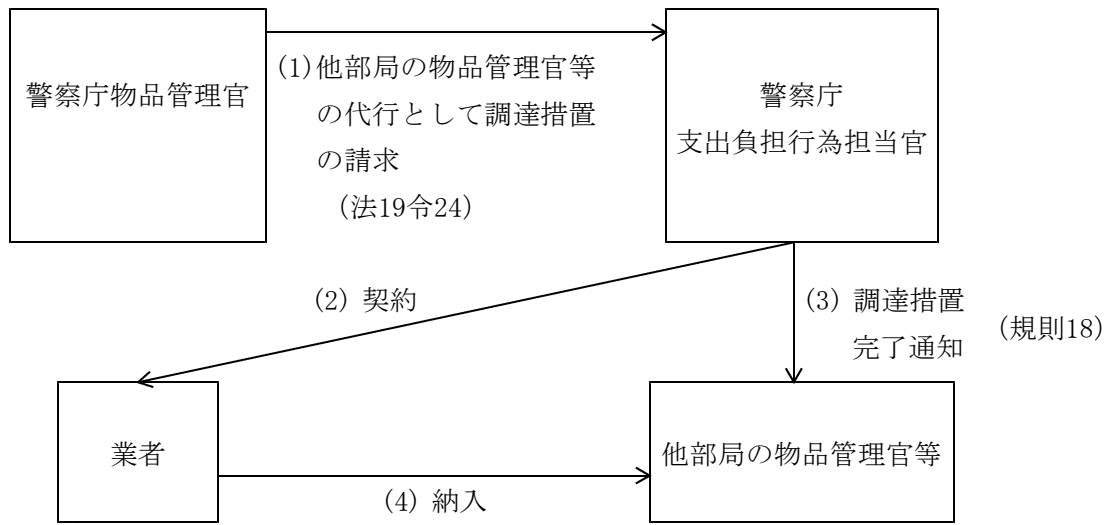 警察庁物品管理官
(1)他部局の物品管理官等
の代行として調達措置
の請求
(法19令24)
警察庁
支出負担行為担当官
(2) 契約
(3) 調達措置
完了通知
(規則18)
業者
(4) 納入
他部局の物品管理官等